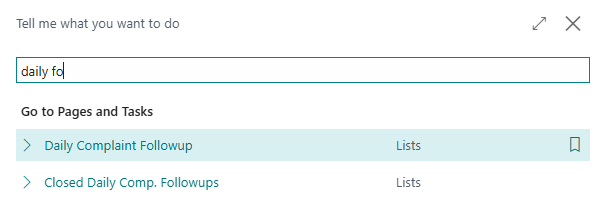 Tell me what you want to do
daily fo
Go to Pages and Tasks
Daily Complaint Followup Lists
Closed Daily Comp. Followups Lists